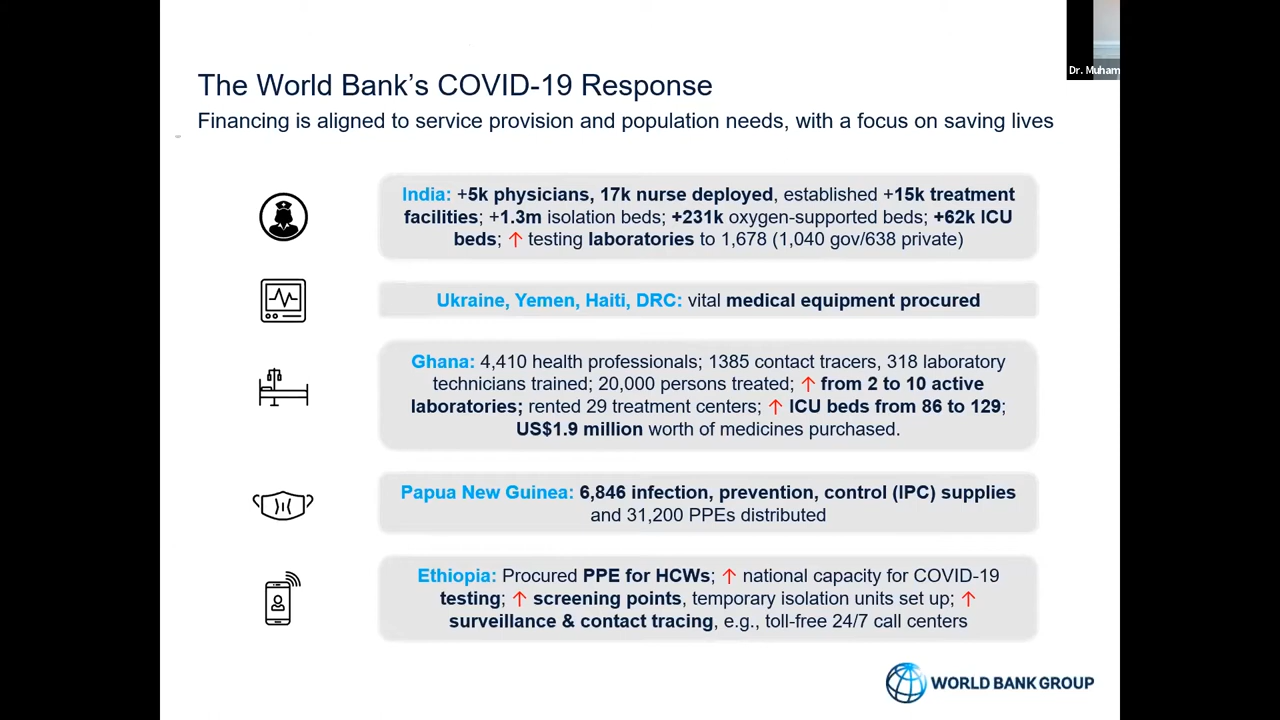 Dr. Muham
The World Bank's COVID-19 Response
Financing is aligned to service provision and population needs, with a focus on saving lives
India: +5k physicians, 17k nurse deployed, established +15k treatment
facilities; +1.3m isolation beds; +231k oxygen-supported beds; +62k ICU
beds; ↑ testing laboratories to 1,678 (1,040 gov/638 private)
Ukraine, Yemen, Haiti, DRC: vital medical equipment procured
Ghana: 4,410 health professionals; 1385 contact tracers, 318 laboratory
technicians trained; 20,000 persons treated; ↑ from 2 to 10 active
laboratories; rented 29 treatment centers; ↑ ICU beds from 86 to 129;
US$1.9 million worth of medicines purchased.
Papua New Guinea: 6,846 infection, prevention, control (IPC) supplies
and 31,200 PPEs distributed
Ethiopia: Procured PPE for HCWs; ↑ national capacity for COVID-19
testing; ↑ screening points, temporary isolation units set up; ↑
surveillance & contact tracing, e.g., toll-free 24/7 call centers
WORLD BANK GROUP